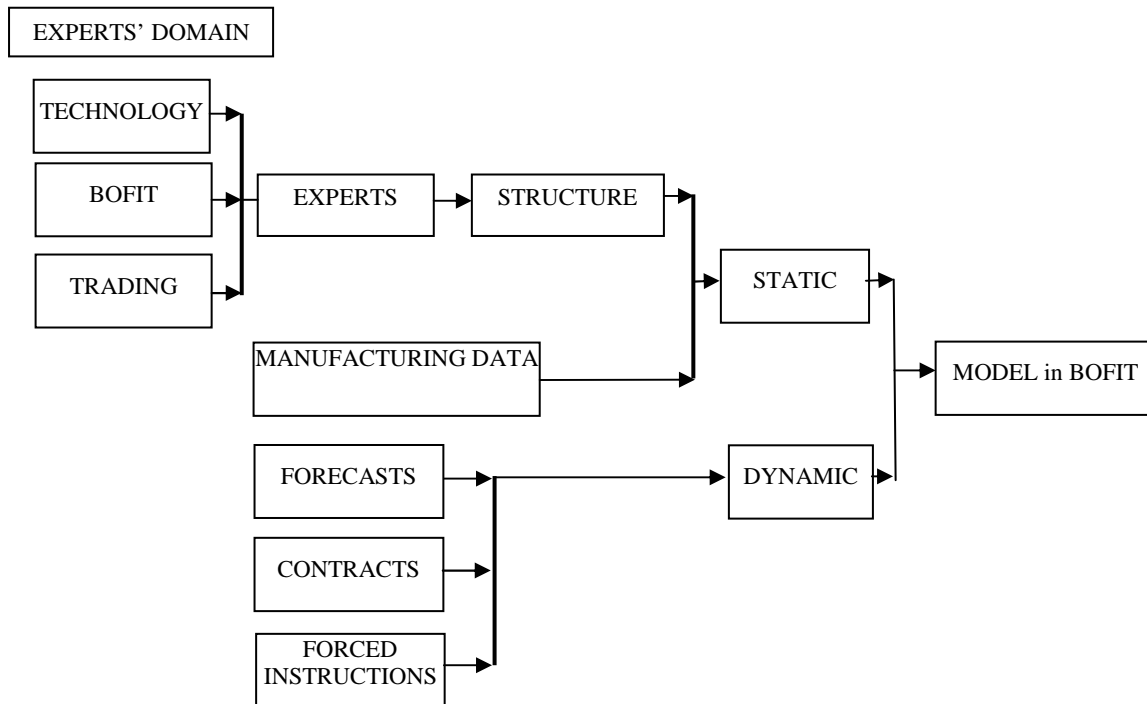 EXPERTS’ DOMAIN
TECHNOLOGY
BOFIT
EXPERTS
STRUCTURE
TRADING
STATIC
MANUFACTURING DATA
MODEL in BOFIT
FORECASTS
DYNAMIC
CONTRACTS
FORCED
INSTRUCTIONS